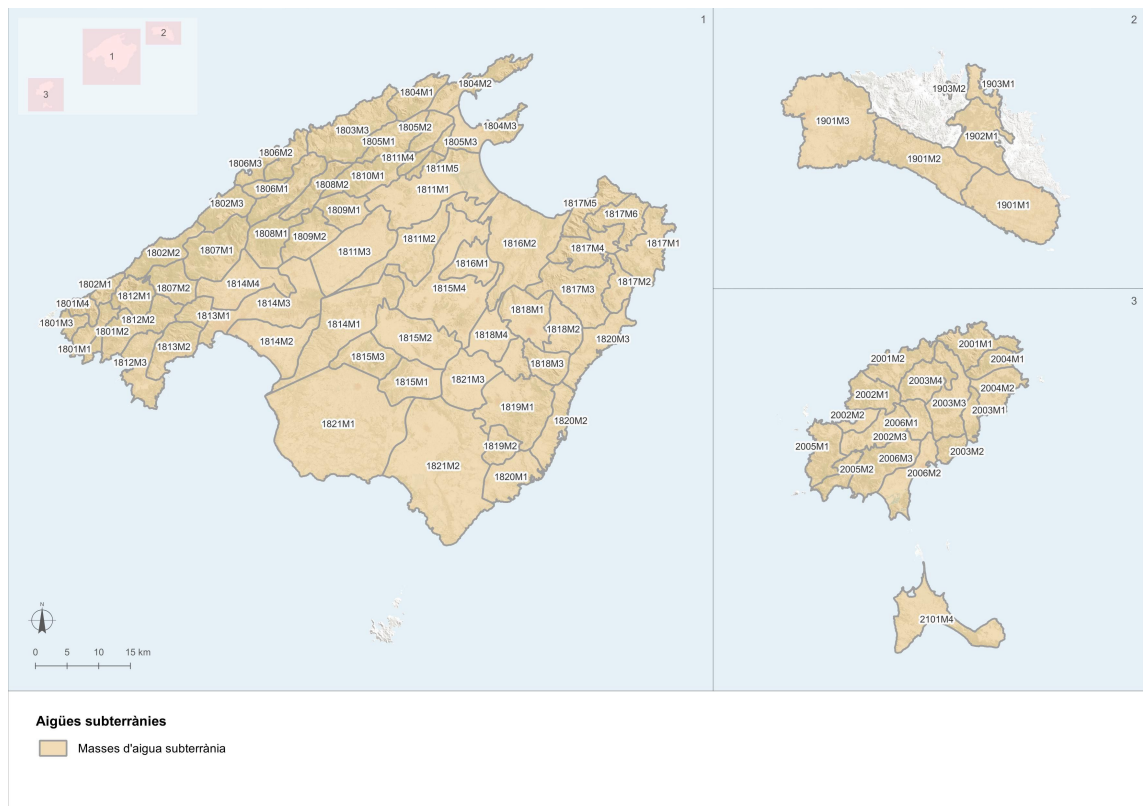 1
2
3
1
2
3
1804M2
1804M1
1804M3
1803M3
1805M2
1805M1
1805M3
1806M2
1811M4
1806M3
1811M5
1810M1
1806M1
1808M2
1811M1
1802M3
1809M1
1817M5
1817M6
1808M1
1809M2
1811M2
1816M2
1817M1
1802M2
1807M1
1811M3
1817M4
1816M1
1802M1
1807M2
1814M4
1815M4
1817M3
1817M2
1801M4
1812M1
1814M3
1818M1
1801M3
1812M2
1813M1
1814M1
1801M2
1818M2
1818M4
1815M2
1820M3
1801M1
1813M2
1814M2
1812M3
1815M3
1818M3
1815M1
1821M3
1819M1
1821M1
1820M2
1819M2
1821M2
1820M1
1903M1
1903M2
1901M3
1902M1
1901M2
1901M1
2001M1
2001M2
2004M1
2003M4
2004M2
2002M1
2003M3
2003M1
2002M2
2006M1
2002M3
2005M1
2003M2
2006M3
2005M2
2006M2
2101M4
N
0 5 10 15 km
Aigües subterrànies
Masses d'aigua subterrània